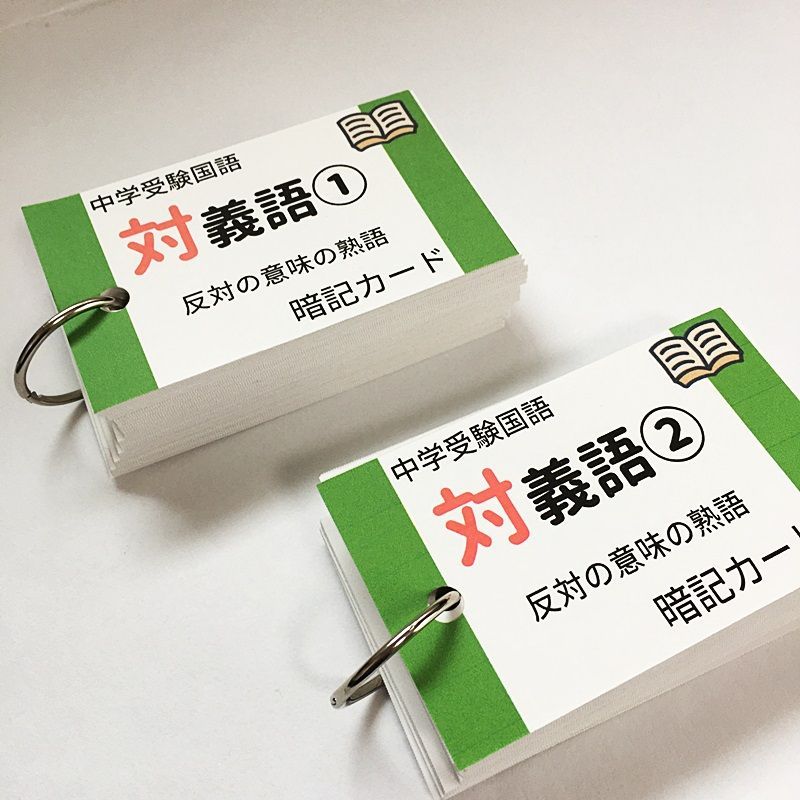 中学受験国語
対義語①
反対の意味の熟語
暗記カード
中学受験国語
対義語②
反対の意味の熟語
暗記カード